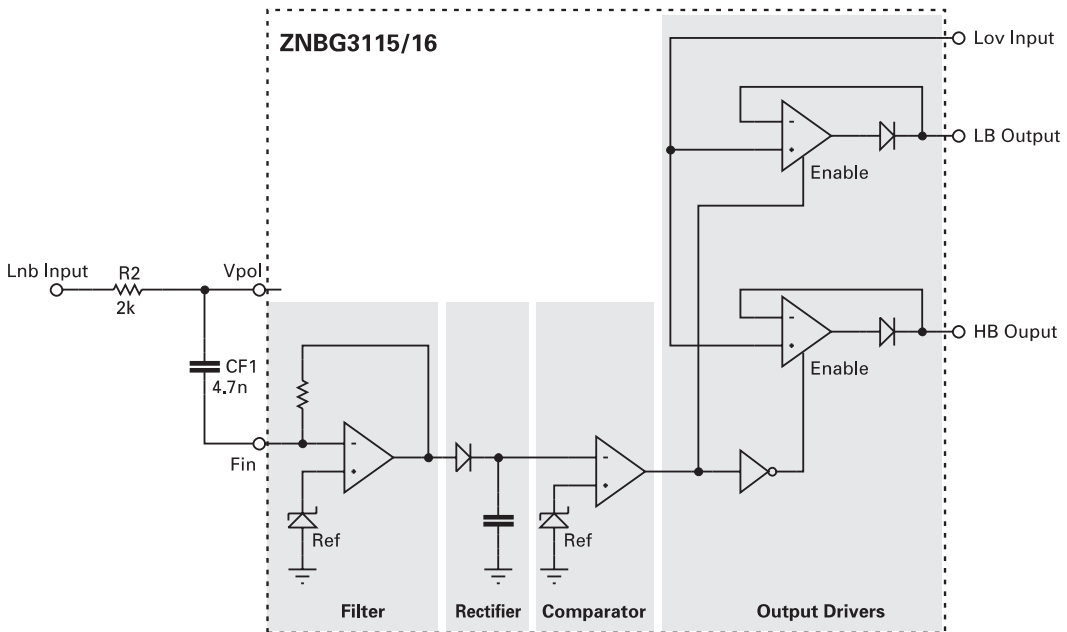 ZNBG3115/16
Lov Input
LB Output
Enable
Lnb Input
R2
2k
Vpol
HB Ouput
Enable
CF1
4.7n
Fin
Ref
Ref
Filter
Rectifier
Comparator
Output Drivers